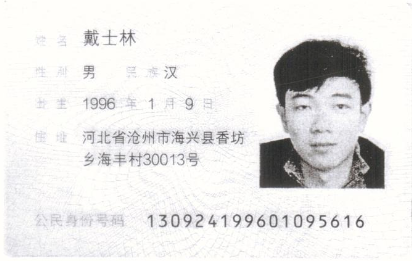 姓名 戴士林
性别 男 民族 汉
出生 1996 年 1 月 9 日
住址 河北省沧州市海兴县香坊
乡海丰村30013号
公民身份号码 130924199601095616